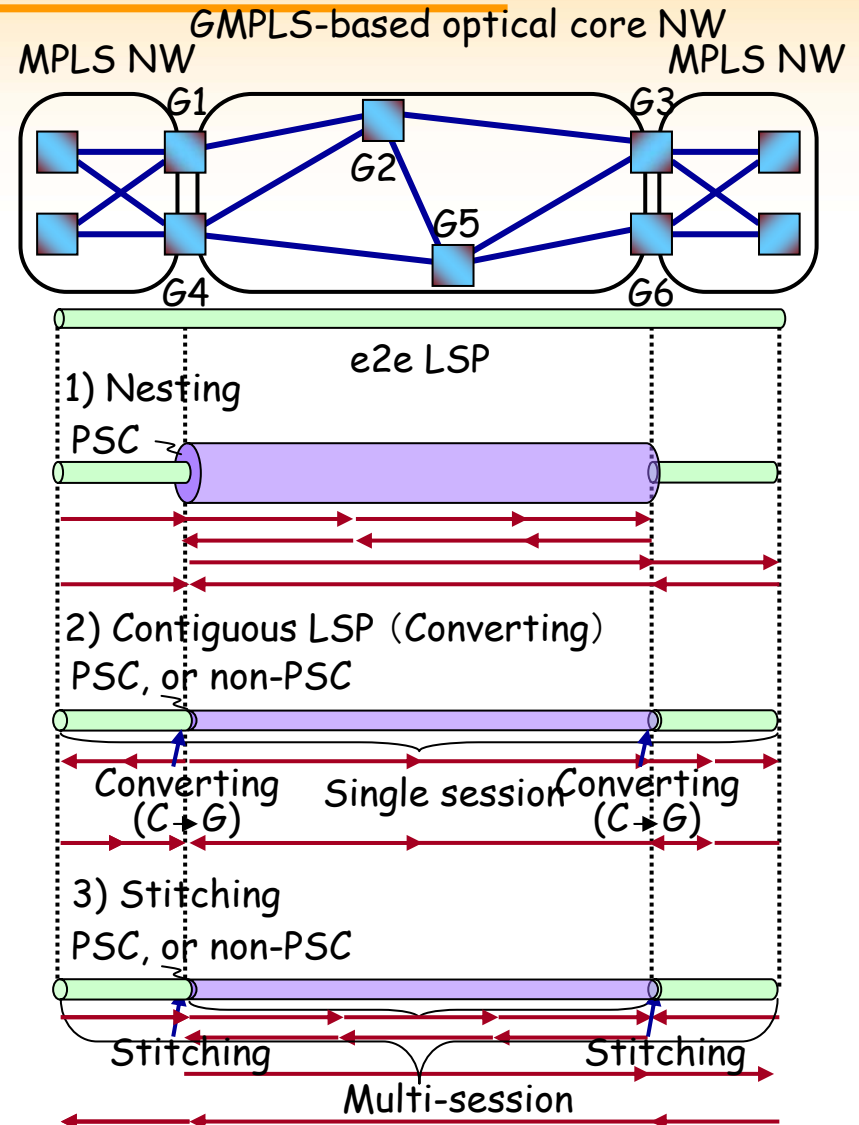 GMPLS-based optical core NW
MPLS NW
MPLS NW
G1
G3
G2
G5
G4
G6
e2e LSP
1) Nesting
PSC
2) Contiguous LSP （Converting）
PSC, or non-PSC
Converting
(C→G)
Single session
Converting
(C→G)
3) Stitching
PSC, or non-PSC
Stitching
Stitching
Multi-session